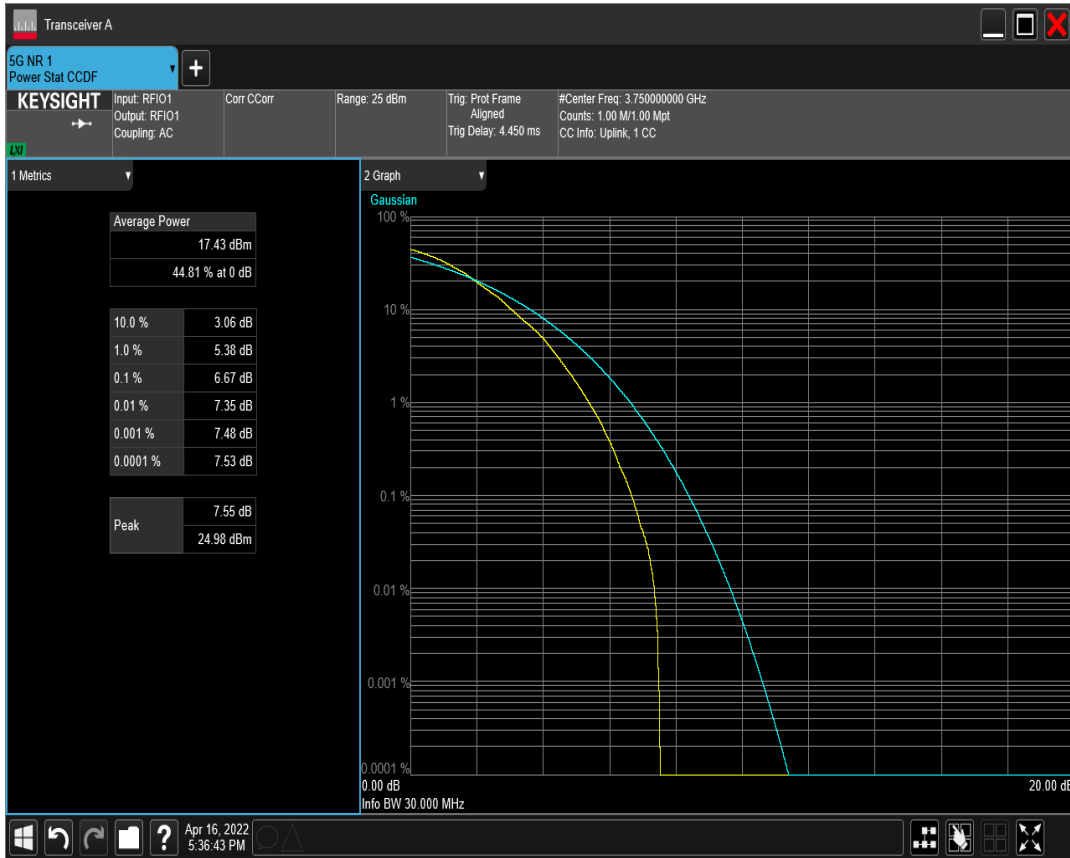 Transceiver A
5G NR 1
Power Stat CCDF
KEYSIGHT
LXI
Input: RFIO1
Output: RFIO1
Coupling: AC
Corr CCorr
Range: 25 dBm
Trig: Prot Frame
Aligned
Trig Delay: 4.450 ms
#Center Freq: 3.750000000 GHz
Counts: 1.00 M/1.00 Mpt
CC Info: Uplink, 1 CC
1 Metrics
Average Power
17.43 dBm
44.81 % at 0 dB
10.0 % 3.06 dB
1.0 % 5.38 dB
0.1 % 6.67 dB
0.01 % 7.35 dB
0.001 % 7.48 dB
0.0001 % 7.53 dB
Peak 7.55 dB
24.98 dBm
2 Graph
Gaussian
100 %
10 %
1 %
0.1 %
0.01 %
0.001 %
0.0001 %
0.00 dB 20.00 dB
Info BW 30.000 MHz
? Apr 16, 2022
5:36:43 PM